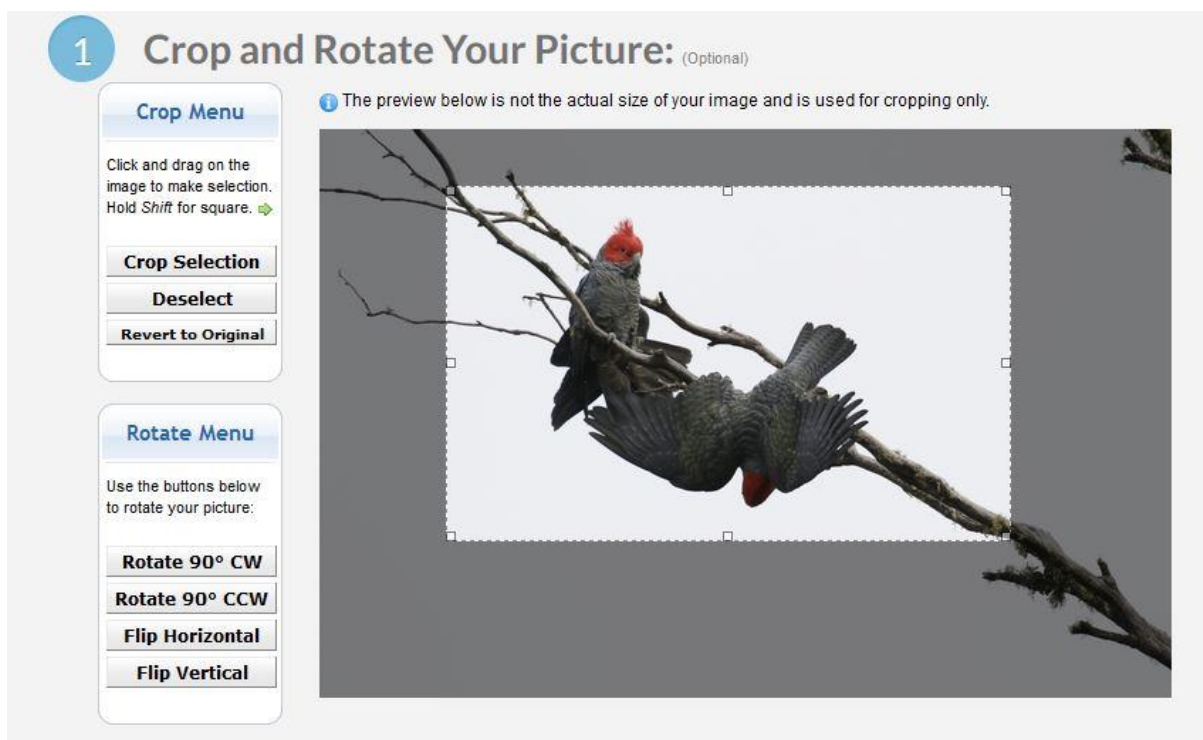 1 Crop and Rotate Your Picture: (Optional)
Crop Menu
Click and drag on the
image to make selection.
Hold Shift for square.
Crop Selection
Deselect
Revert to Original
Rotate Menu
Use the buttons below
to rotate your picture:
Rotate 90° CW
Rotate 90° CCW
Flip Horizontal
Flip Vertical
The preview below is not the actual size of your image and is used for cropping only.